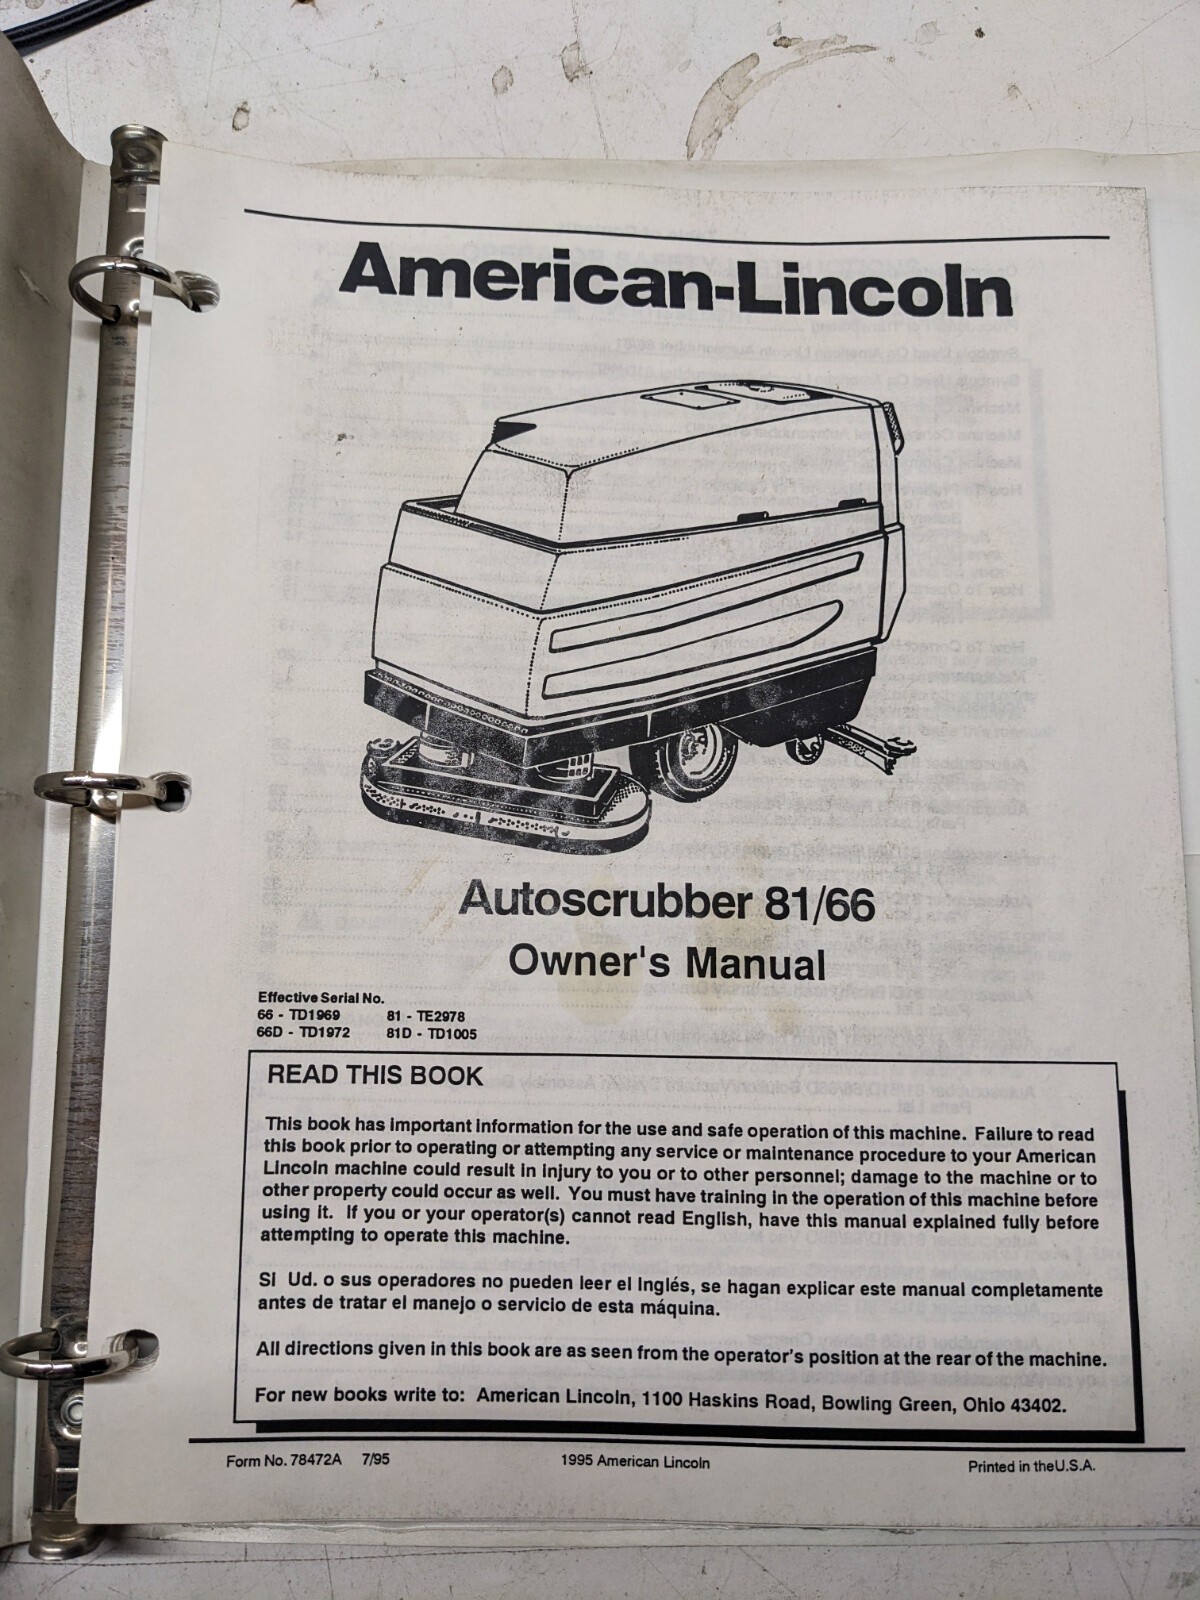 American-Lincoln
Autoscrubber 81/66
Owner's Manual
Effective Serial No.
66 - TD1969 81 - TE2978
66D - TD1972 81D - TD1005
READ THIS BOOK
This book has important information for the use and safe operation of this machine. Failure to read
this book prior to operating or attempting any service or maintenance procedure to your American
Lincoln machine could result in injury to you or to other personnel; damage to the machine or to
other property could occur as well. You must have training in the operation of this machine before
using it. If you or your operator(s) cannot read English, have this manual explained fully before
attempting to operate this machine.
Si Ud. o sus operadores no pueden leer el Inglés, se hagan explicar este manual completamente
antes de tratar el manejo o servicio de esta máquina.
All directions given in this book are as seen from the operator's position at the rear of the machine.
For new books write to: American Lincoln, 1100 Haskins Road, Bowling Green, Ohio 43402.
Form No. 78472A 7/95 1995 American Lincoln Printed in theU.S.A.